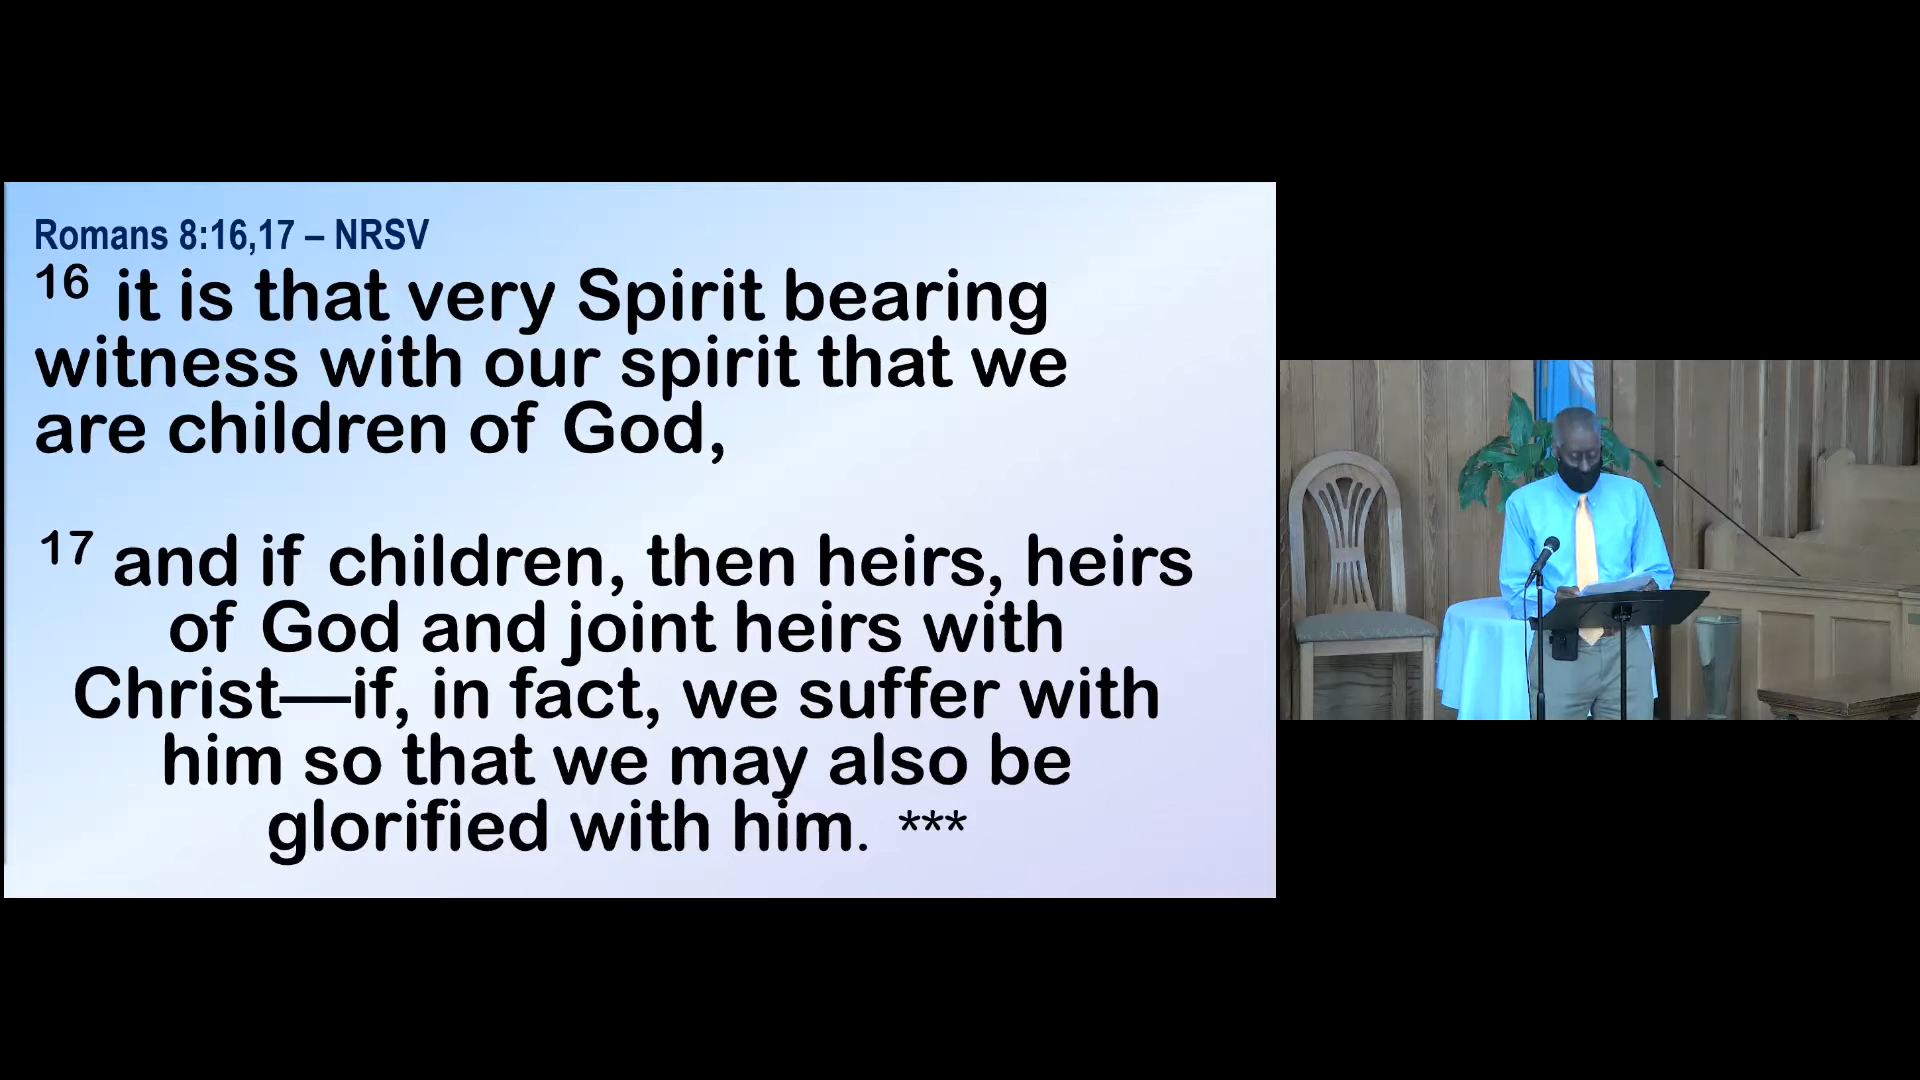 Romans 8:16,17 – NRSV
16 it is that very Spirit bearing
witness with our spirit that we
are children of God,
17 and if children, then heirs, heirs
of God and joint heirs with
Christ—if, in fact, we suffer with
him so that we may also be
glorified with him. ***